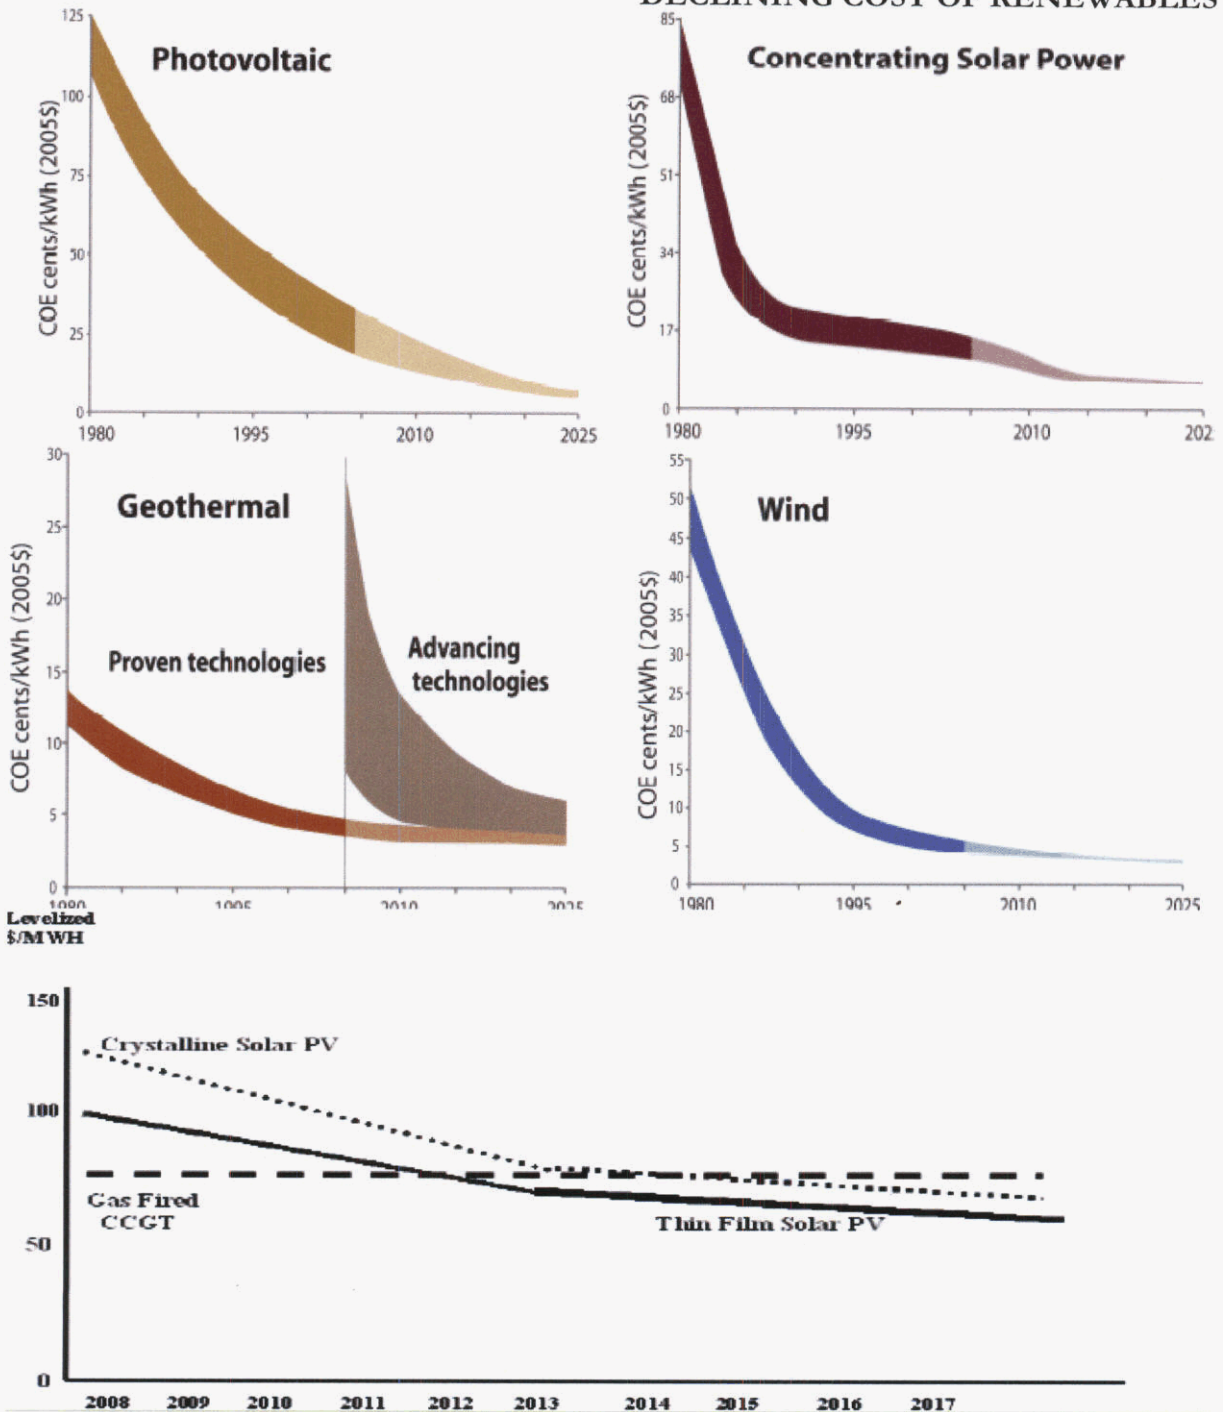 DECLINING COST OF RENEWABLES
Photovoltaic
COE cents/kWh (2005$)
125
100
75
50
25
0
1980 1995 2010 2025
Concentrating Solar Power
COE cents/kWh (2005$)
85
68
51
34
17
0
1980 1995 2010 202
Geothermal
Proven technologies
Advancing
technologies
COE cents/kWh (2005$)
30
25
20
15
10
5
0
1980 1995 2010 2025
Wind
COE cents/kWh (2005$)
55
50
45
40
35
30
25
20
15
10
5
0
1980 1995 2010 2025
Levelized
$/MWH
150
100
50
0
Crystalline Solar PV
Gas Fired
CCGT
Thin Film Solar PV
2008 2009 2010 2011 2012 2013 2014 2015 2016 2017